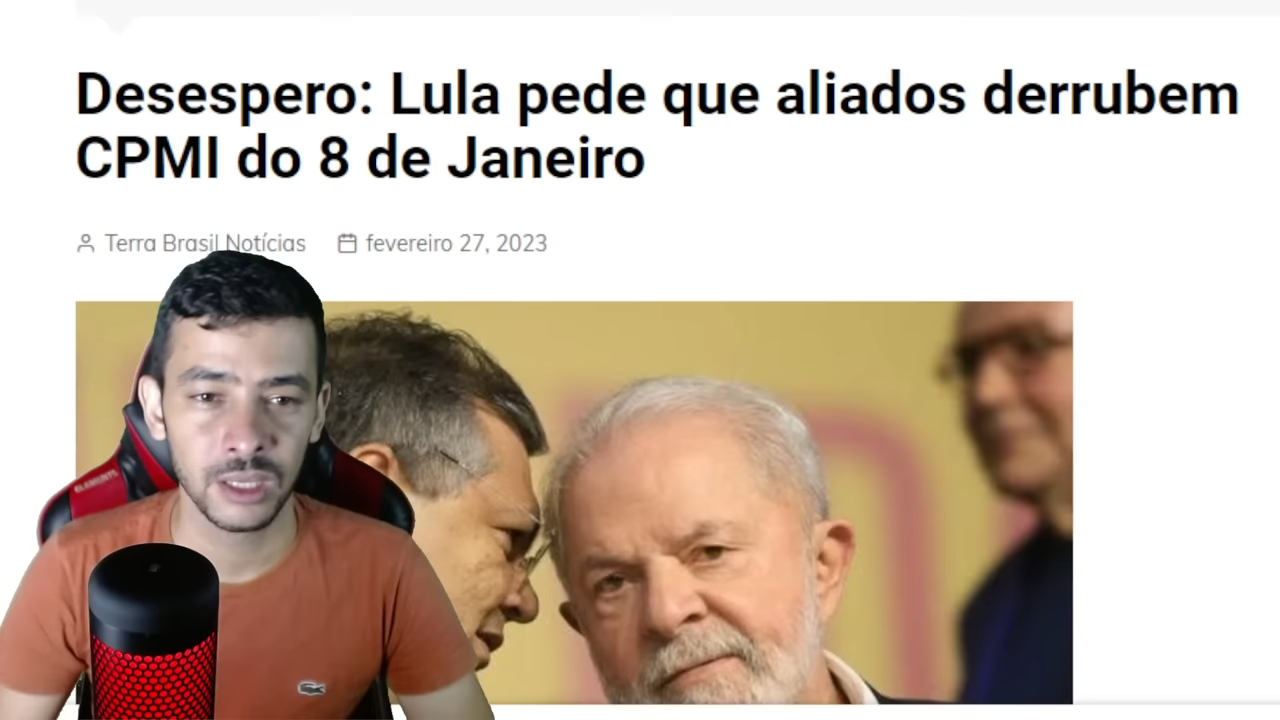 Desespero: Lula pede que aliados derrubem
CPMI do 8 de Janeiro
Terra Brasil Notícias fevereiro 27, 2023